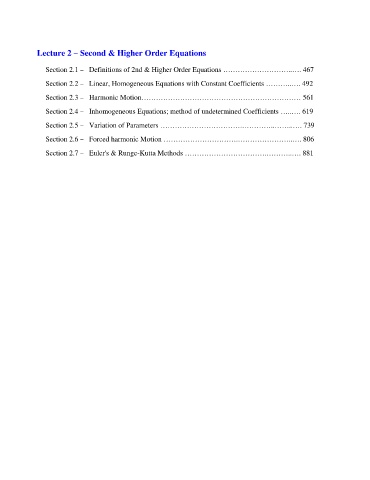 Lecture 2 – Second & Higher Order Equations
Section 2.1 – Definitions of 2nd & Higher Order Equations ………………………….… 467
Section 2.2 – Linear, Homogeneous Equations with Constant Coefficients ………..… 492
Section 2.3 – Harmonic Motion……………………………………………………………… 561
Section 2.4 – Inhomogeneous Equations; method of undetermined Coefficients …..…. 619
Section 2.5 – Variation of Parameters …………………………………………..……..…. 739
Section 2.6 – Forced harmonic Motion ………………………………………………..…. 806
Section 2.7 – Euler's & Runge-Kutta Methods ……………………………….………..… 881